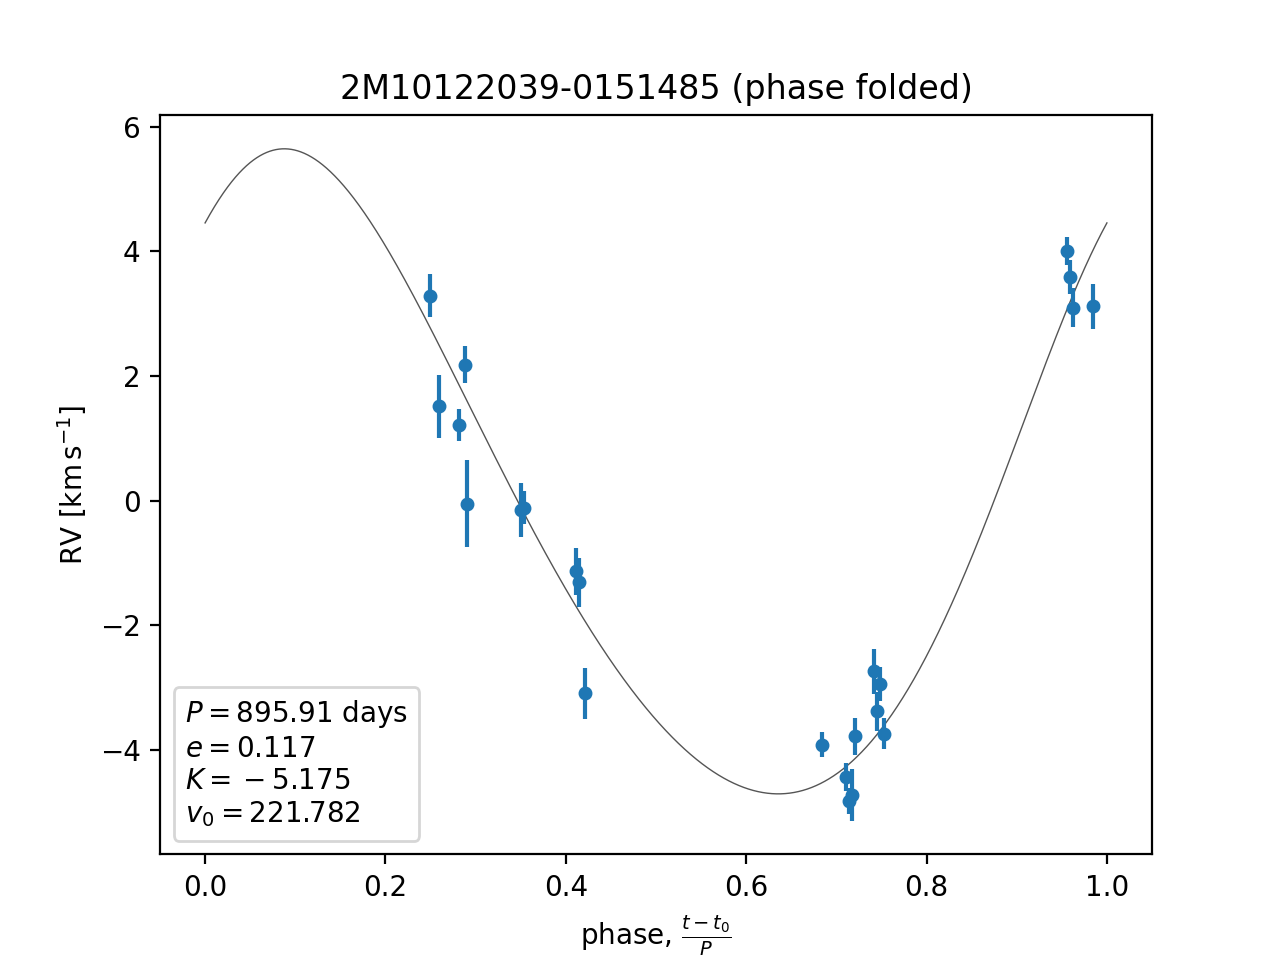 2M10122039-0151485 (phase folded)
6
4
2
0
−2
−4
RV [km s⁻¹]
P = 895.91 days
e = 0.117
K = −5.175
v₀ = 221.782
0.0 0.2 0.4 0.6 0.8 1.0
phase, (t − t₀)/P